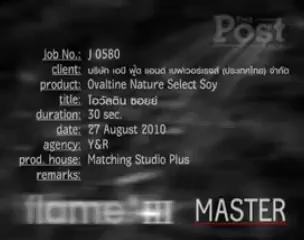 The
Post
Job No.: J 0580
client: บริษัท เอบี ฟู้ด แอนด์ เบฟเวอร์เรจส์ (ประเทศไทย) จำกัด
product: Ovaltine Nature Select Soy
title: โอวัลติน ซอยย์
duration: 30 sec.
date: 27 August 2010
agency: Y&R
prod. house: Matching Studio Plus
remarks:
flame MASTER